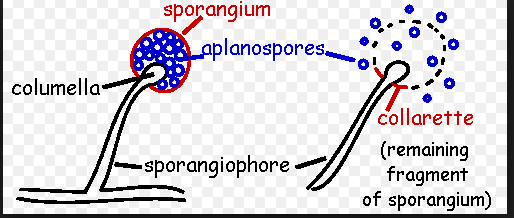 sporangium
aplanospores
columella
collarette
sporangiophore
(remaining
fragment
of sporangium)